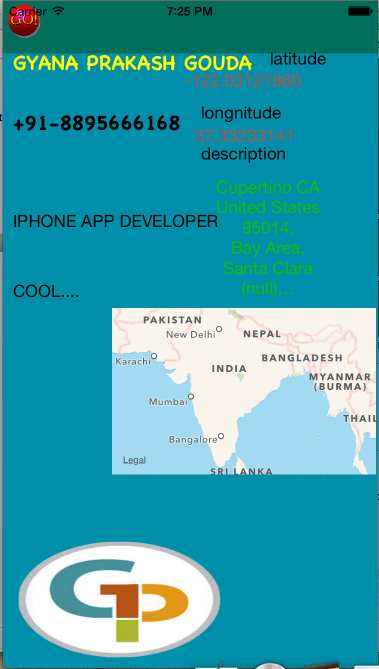 Carrier 7:25 PM
GO!
GYANA PRAKASH GOUDA
latitude
-122.03121860
longnitude
+91-8895666168
37.33233141
description
Cupertino CA
United States
95014,
Bay Area,
Santa Clara
(null)...
IPHONE APP DEVELOPER
COOL....
PAKISTAN
New Delhi
NEPAL
Karachi
INDIA
BANGLADESH
MYANMAR
(BURMA)
Mumbai
THAIL
Bangalore
Legal
SRI LANKA
GPI